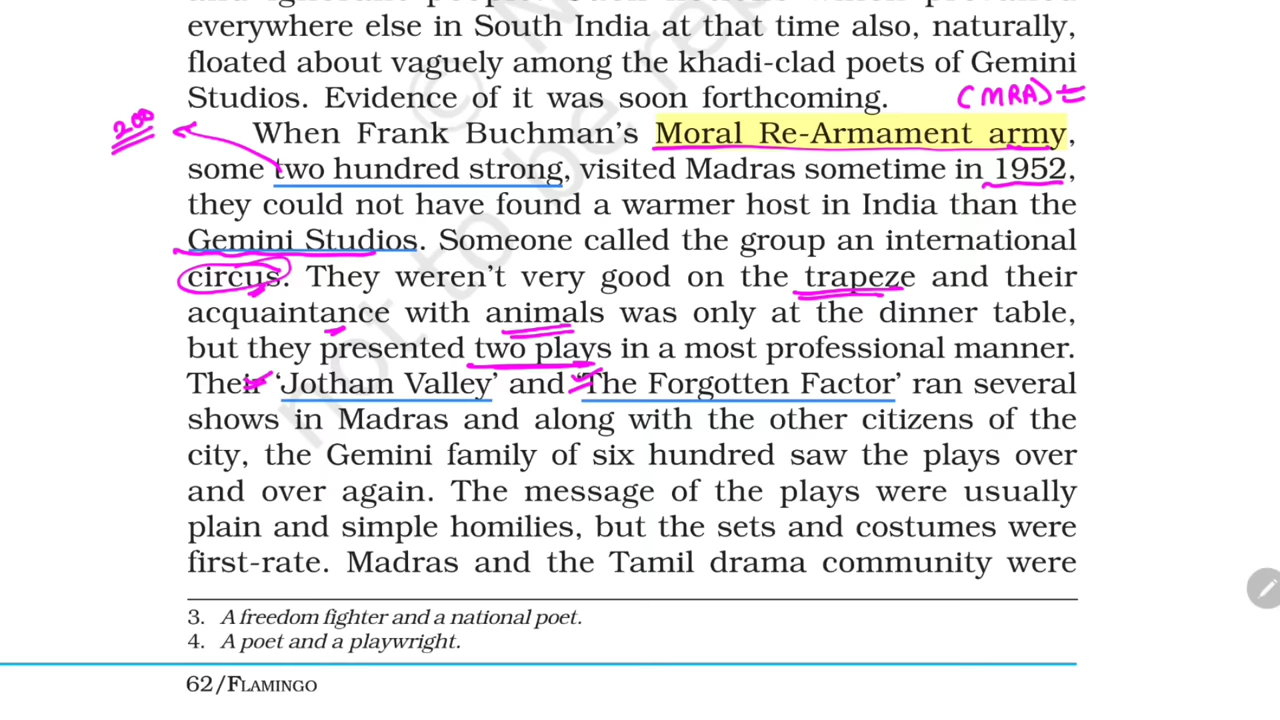 everywhere else in South India at that time also, naturally,
floated about vaguely among the khadi-clad poets of Gemini
Studios. Evidence of it was soon forthcoming.
(MRA)
200
When Frank Buchman's Moral Re-Armament army,
some two hundred strong, visited Madras sometime in 1952,
they could not have found a warmer host in India than the
Gemini Studios. Someone called the group an international
circus. They weren't very good on the trapeze and their
acquaintance with animals was only at the dinner table,
but they presented two plays in a most professional manner.
Their 'Jotham Valley' and 'The Forgotten Factor' ran several
shows in Madras and along with the other citizens of the
city, the Gemini family of six hundred saw the plays over
and over again. The message of the plays were usually
plain and simple homilies, but the sets and costumes were
first-rate. Madras and the Tamil drama community were
3. A freedom fighter and a national poet.
4. A poet and a playwright.
62/FLAMINGO